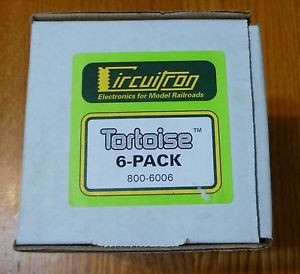 Circuitron
Electronics for Model Railroads
Tortoise™
6-PACK
800-6006